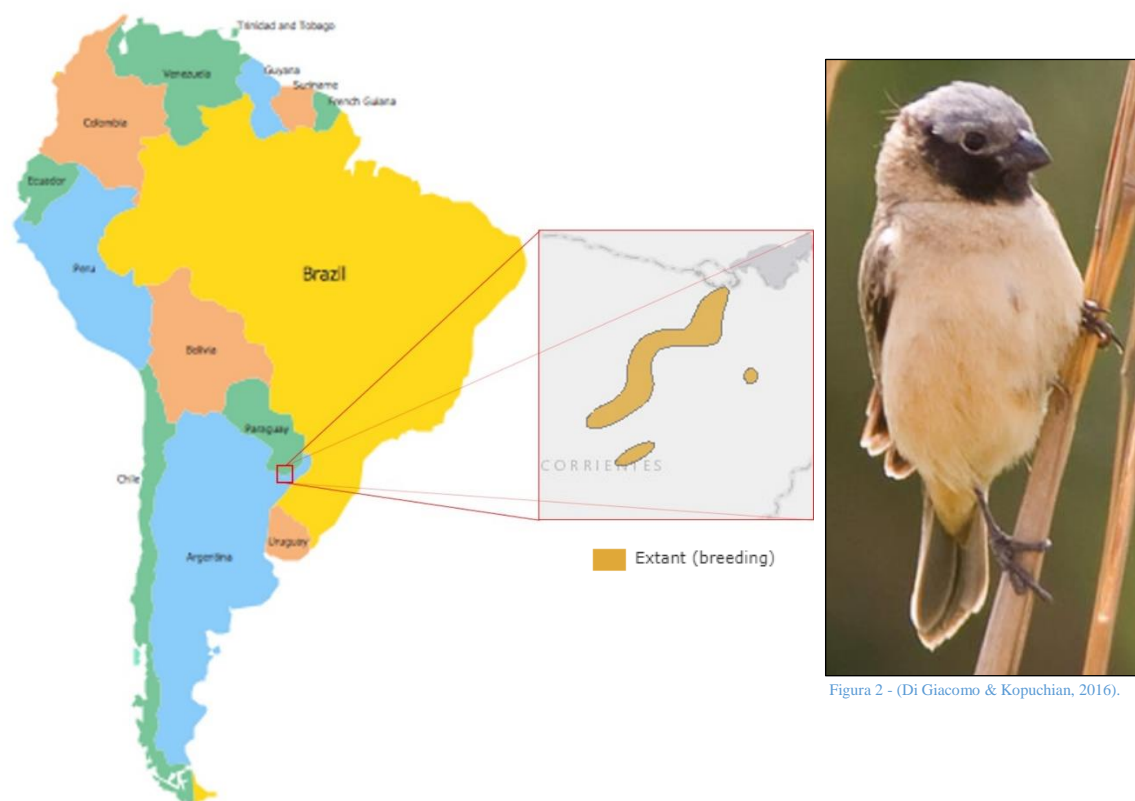 Trinidad and Tobago
Venezuela
Guyana
Suriname
French Guiana
Colombia
Ecuador
Peru
Brazil
Bolivia
Paraguay
Chile
Argentina
Uruguay
CORRIENTES
Extant (breeding)
Figura 2 - (Di Giacomo & Kopuchian, 2016).